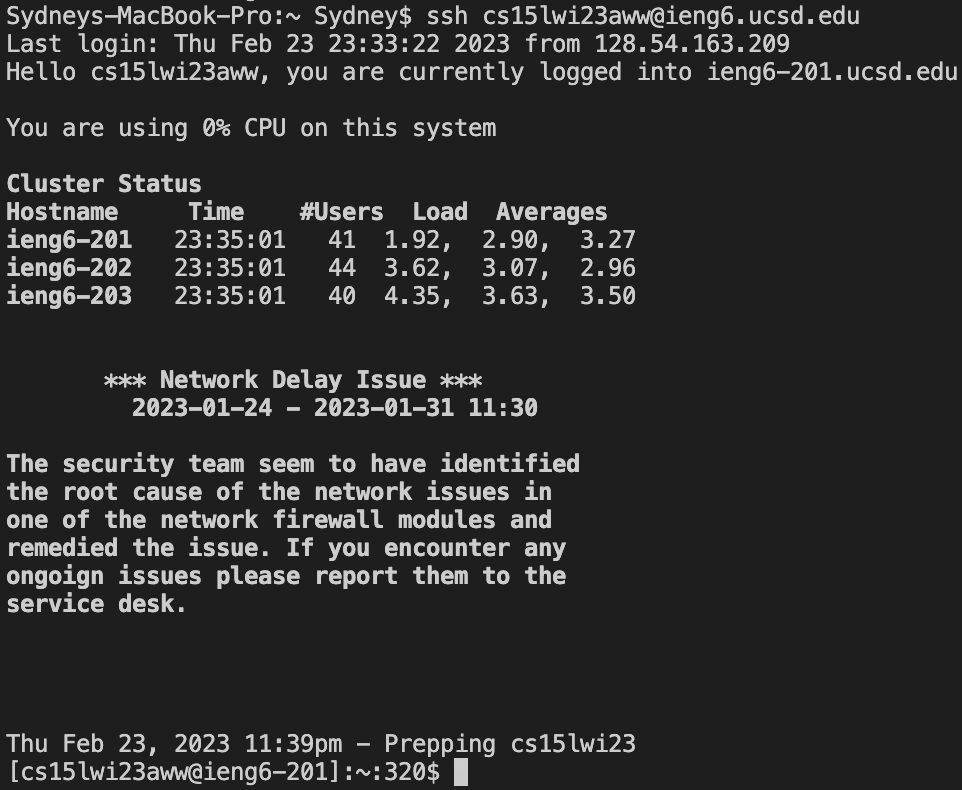 Sydneys-MacBook-Pro:~ Sydney$ ssh cs15lwi23aww@ieng6.ucsd.edu
Last login: Thu Feb 23 23:33:22 2023 from 128.54.163.209
Hello cs15lwi23aww, you are currently logged into ieng6-201.ucsd.edu
You are using 0% CPU on this system
Cluster Status
Hostname     Time    #Users  Load  Averages
ieng6-201   23:35:01   41  1.92,  2.90,  3.27
ieng6-202   23:35:01   44  3.62,  3.07,  2.96
ieng6-203   23:35:01   40  4.35,  3.63,  3.50
*** Network Delay Issue ***
2023-01-24 - 2023-01-31 11:30
The security team seem to have identified
the root cause of the network issues in
one of the network firewall modules and
remedied the issue. If you encounter any
ongoign issues please report them to the
service desk.
Thu Feb 23, 2023 11:39pm - Prepping cs15lwi23
[cs15lwi23aww@ieng6-201]:~:320$